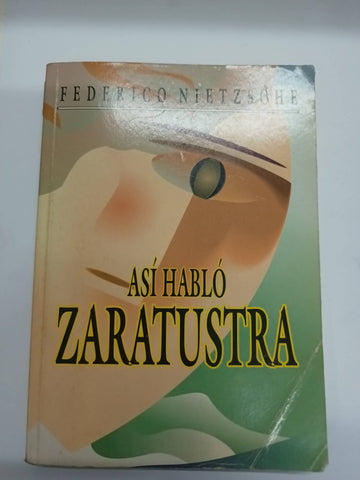 FEDERICO NIETZSCHE
ASÍ HABLÓ
ZARATUSTRA